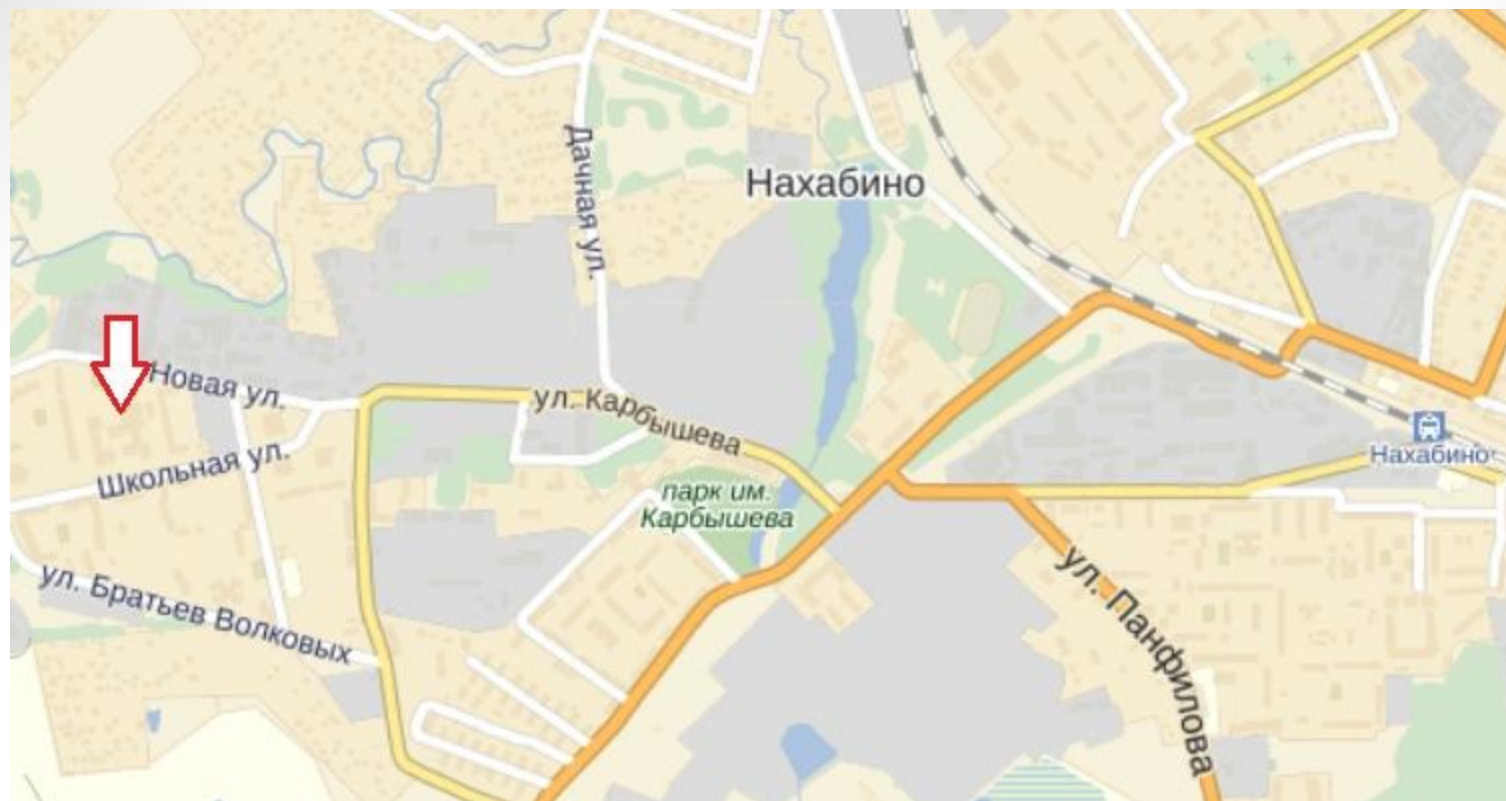 Дачная ул.
Нахабино
Новая ул.
ул. Карбышева
Школьная ул.
Нахабино
парк им.
Карбышева
ул. Братьев Волковых
ул. Панфилова